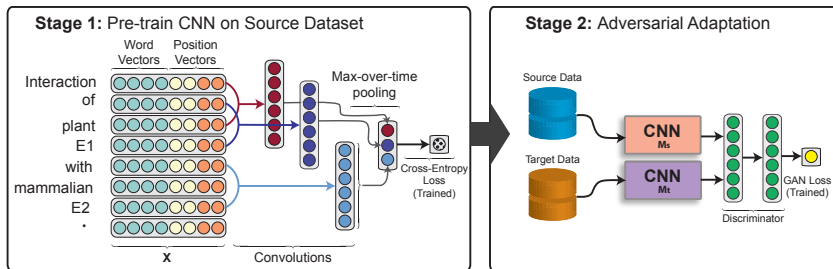 Stage 1: Pre-train CNN on Source Dataset
Word Vectors
Position Vectors
Interaction
of
plant
E1
with
mammalian
E2
.
X
Convolutions
Max-over-time
pooling
Cross-Entropy
Loss
(Trained)
Stage 2: Adversarial Adaptation
Source Data
Target Data
CNN
Ms
CNN
Mt
Discriminator
GAN Loss
(Trained)